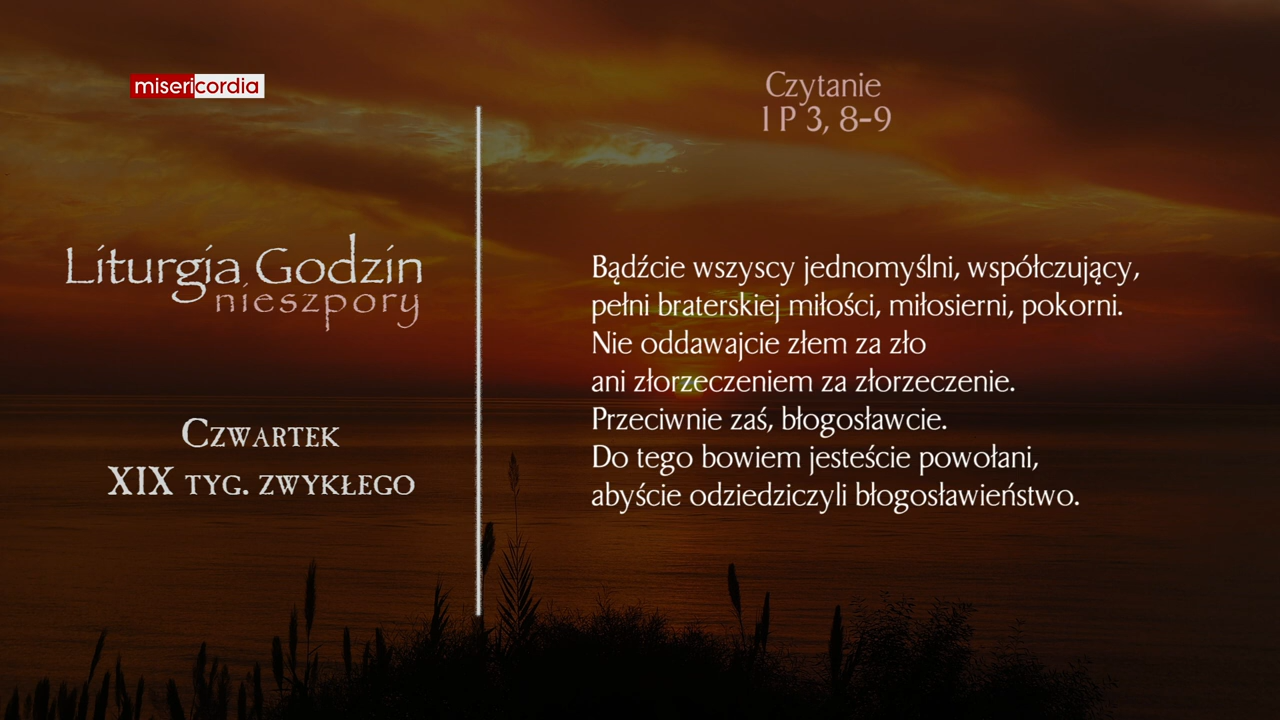 misericordia
Liturgia Godzin
nieszpory
Czwartek
XIX tyg. zwykłego
Czytanie
1 P 3, 8-9
Bądźcie wszyscy jednomyślni, współczujący,
pełni braterskiej miłości, miłosierni, pokorni.
Nie oddawajcie złem za zło
ani złorzeczeniem za złorzeczenie.
Przeciwnie zaś, błogosławcie.
Do tego bowiem jesteście powołani,
abyście odziedziczyli błogosławieństwo.